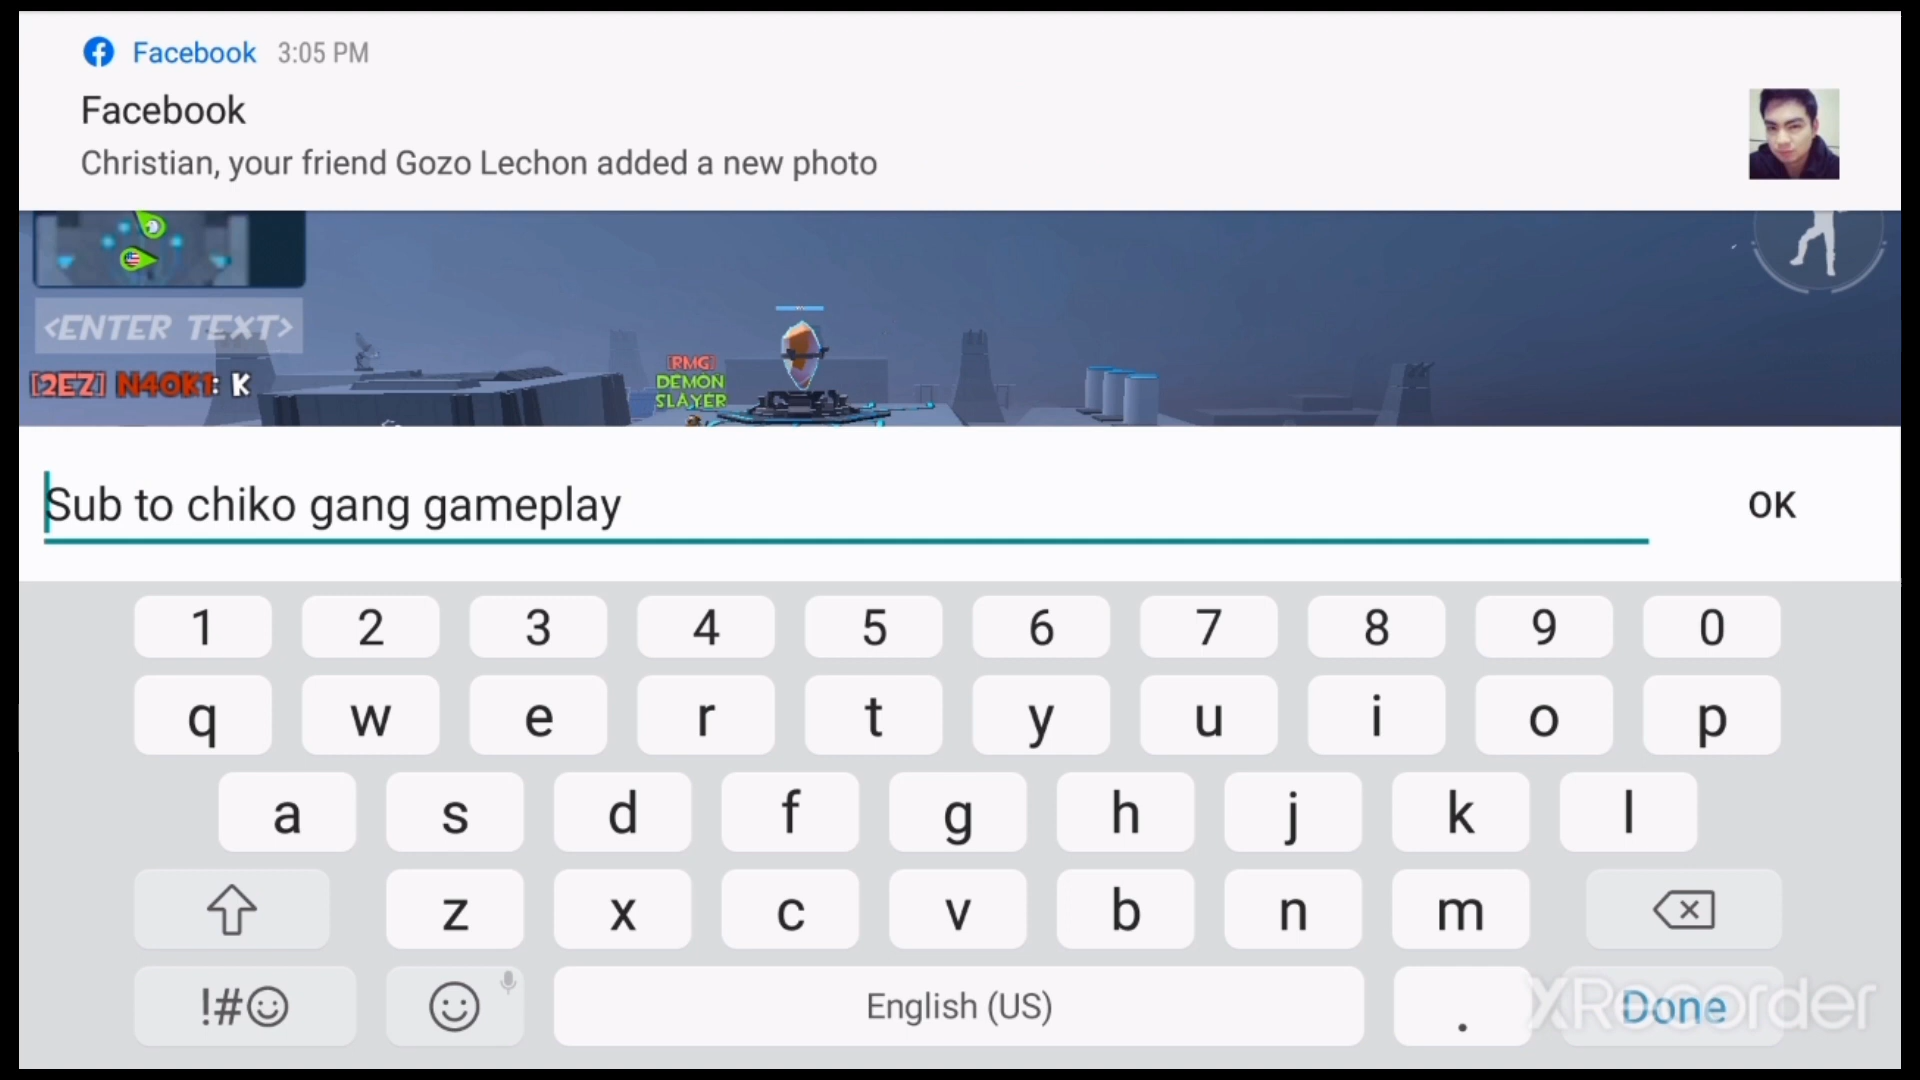 Facebook 3:05 PM
Facebook
Christian, your friend Gozo Lechon added a new photo
<ENTER TEXT>
[2EZ] N4OK1: K
[RMG]
DEMON
SLAYER
Sub to chiko gang gameplay
OK
1 2 3 4 5 6 7 8 9 0
q w e r t y u i o p
a s d f g h j k l
z x c v b n m
!#☺ English (US) . Done
XRecorder